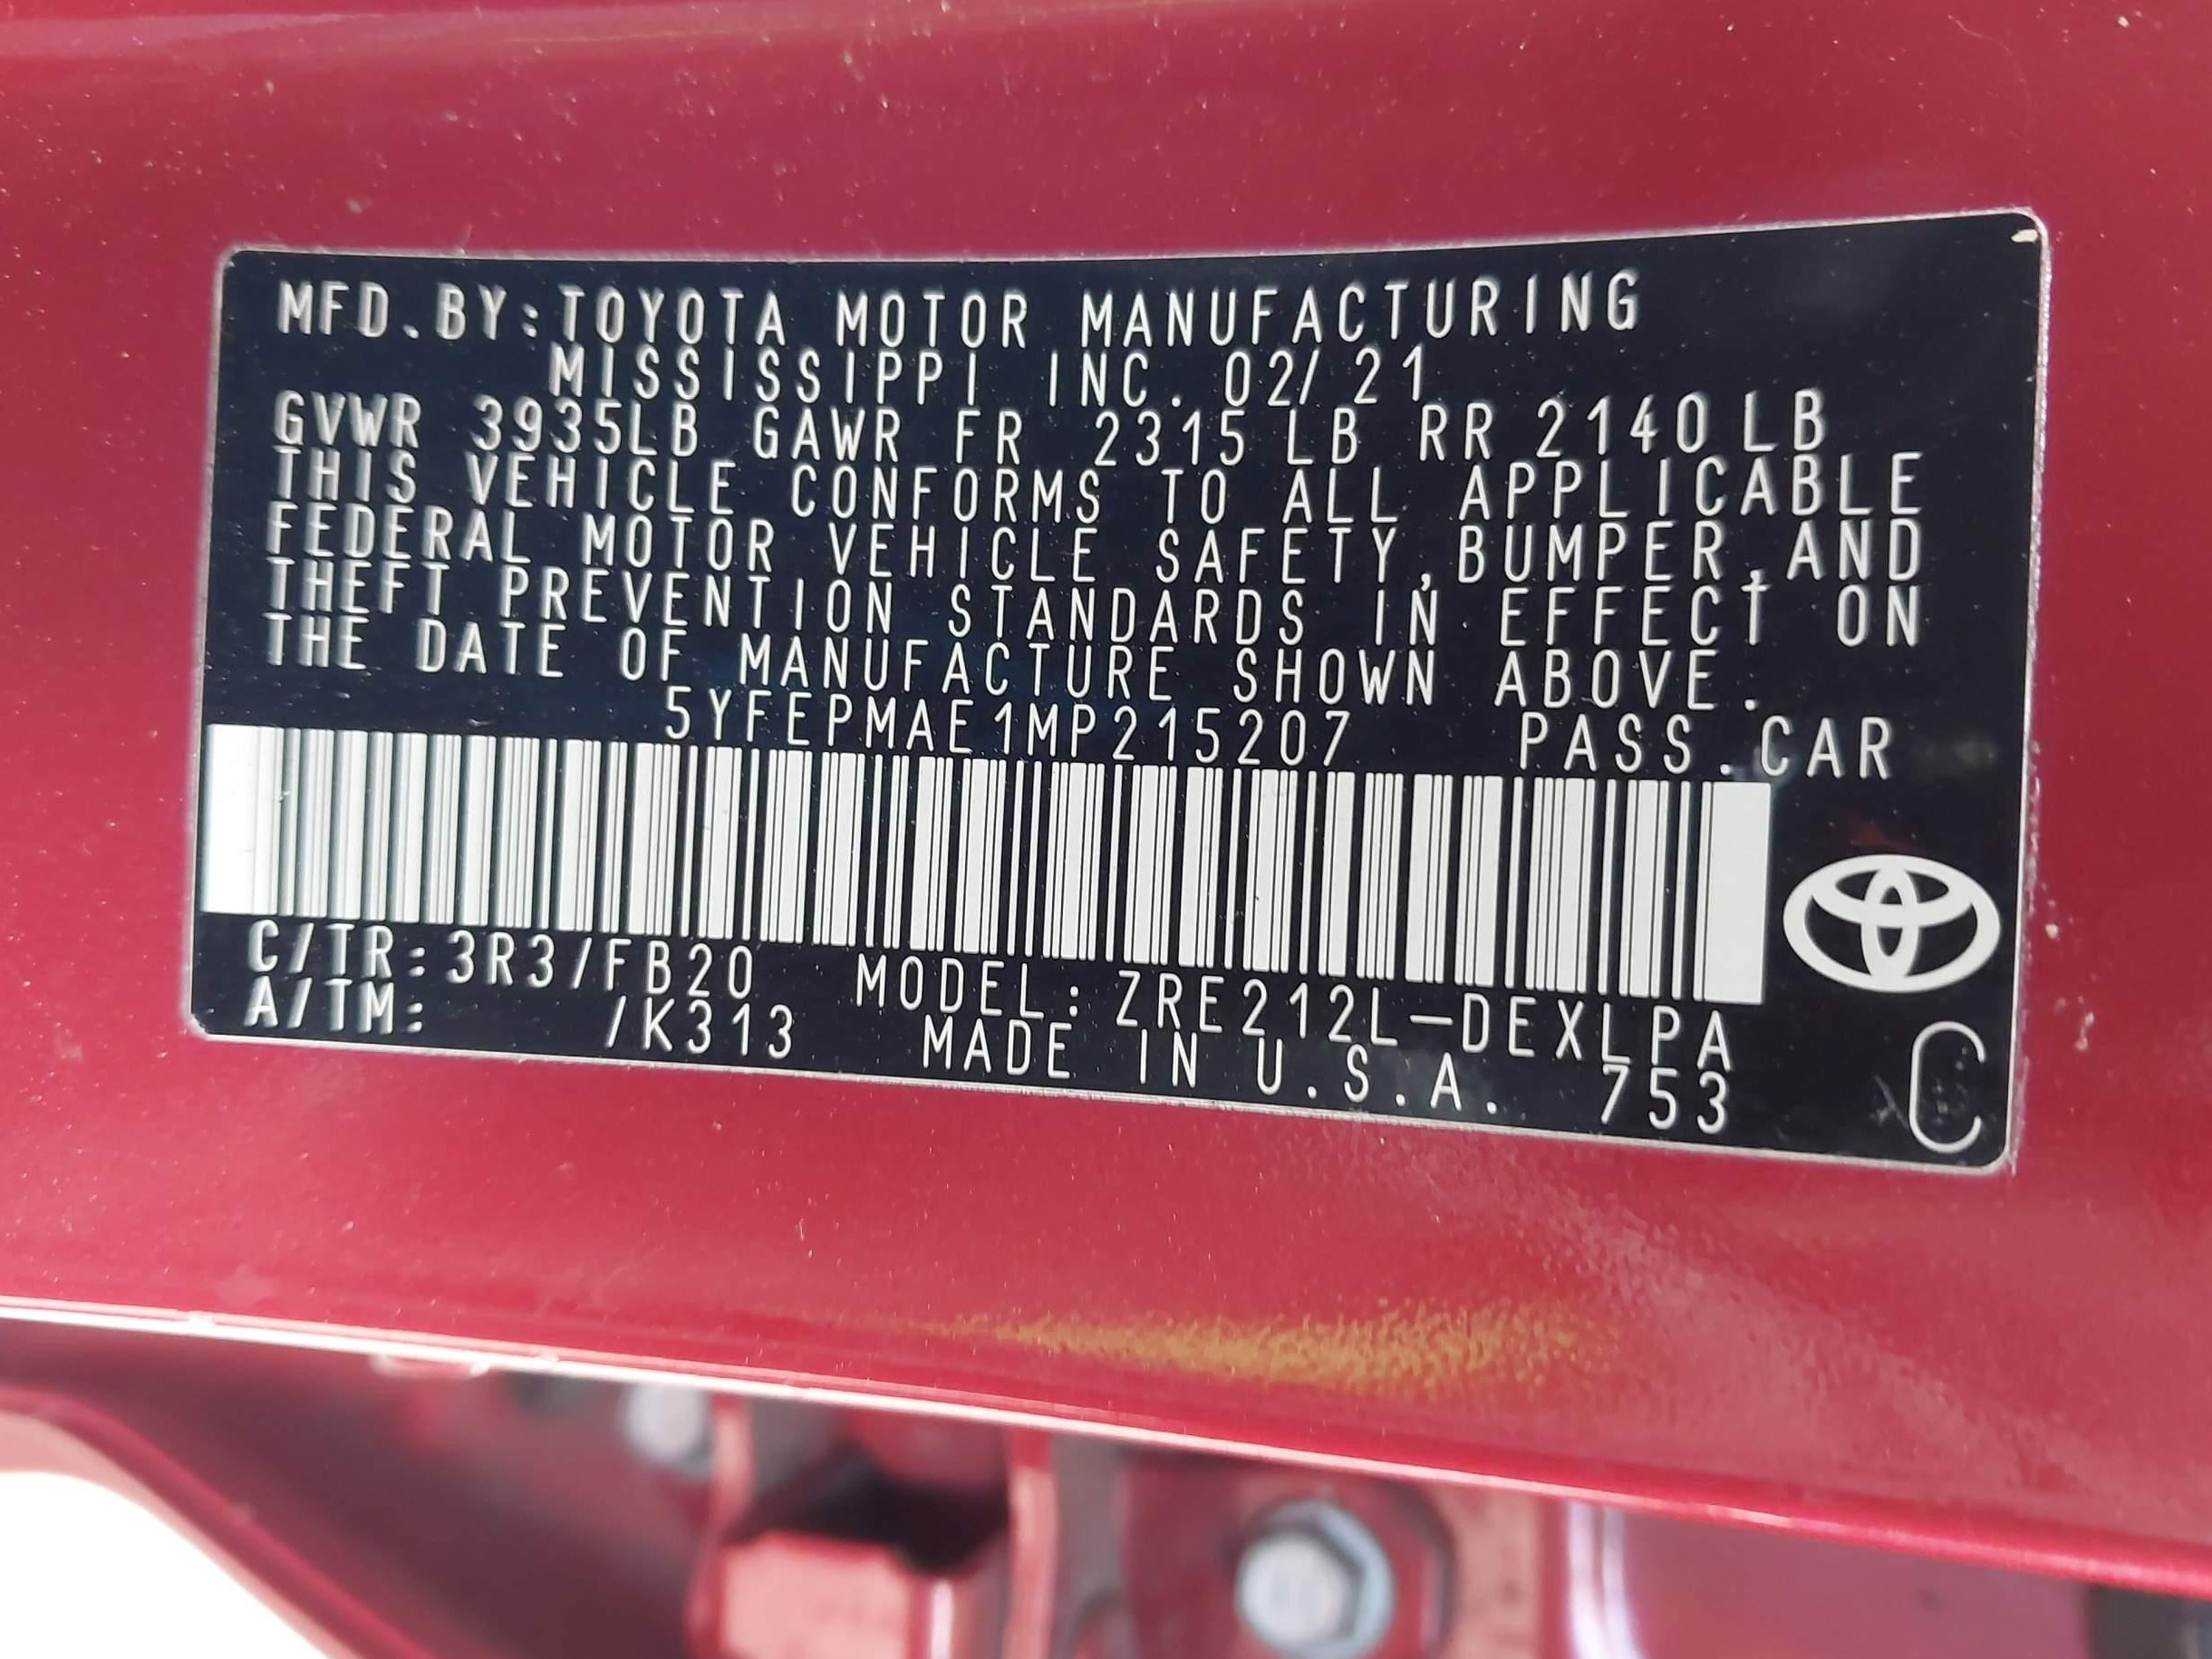 MFD.BY:TOYOTA MOTOR MANUFACTURING
MISSISSIPPI INC. 02/21
GVWR 3935LB GAWR FR 2315 LB RR 2140 LB
THIS VEHICLE CONFORMS TO ALL APPLICABLE
FEDERAL MOTOR VEHICLE SAFETY,BUMPER,AND
THEFT PREVENTION STANDARDS IN EFFECT ON
THE DATE OF MANUFACTURE SHOWN ABOVE.
5YFEPMAE1MP215207 PASS.CAR
C/TR:3R3/FB20 MODEL:ZRE212L-DEXLPA
A/TM: /K313 MADE IN U.S.A. 753
C